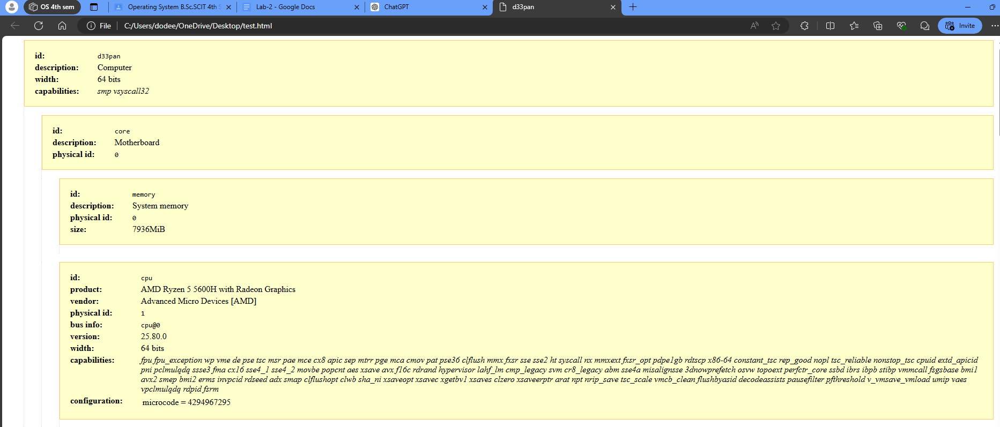 OS 4th sem
Operating System B.Sc.SCIT 4th
Lab-2 - Google Docs
ChatGPT
d33pan
File
C:/Users/dodee/OneDrive/Desktop/test.html
Invite
id: d33pan
description: Computer
width: 64 bits
capabilities: smp vsyscall32
id: core
description: Motherboard
physical id: 0
id: memory
description: System memory
physical id: 0
size: 7936MiB
id: cpu
product: AMD Ryzen 5 5600H with Radeon Graphics
vendor: Advanced Micro Devices [AMD]
physical id: 1
bus info: cpu@0
version: 25.80.0
width: 64 bits
capabilities: fpu fpu_exception wp vme de pse tsc msr pae mce cx8 apic sep mtrr pge mca cmov pat pse36 clflush mmx fxsr sse sse2 ht syscall nx mmxext fxsr_opt pdpe1gb rdtscp x86-64 constant_tsc rep_good nopl tsc_reliable nonstop_tsc cpuid extd_apicid
pni pclmulqdq ssse3 fma cx16 sse4_1 sse4_2 movbe popcnt aes xsave avx f16c rdrand hypervisor lahf_lm cmp_legacy svm cr8_legacy abm sse4a misalignsse 3dnowprefetch osvw topoext perfctr_core ssbd ibrs ibpb stibp vmmcall fsgsbase bmi1
avx2 smep bmi2 erms invpcid rdseed adx smap clflushopt clwb sha_ni xsaveopt xsavec xgetbv1 xsaves clzero xsaveerptr arat npt nrip_save tsc_scale vmcb_clean flushbyasid decodeassists pausefilter pfthreshold v_vmsave_vmload umip vaes
vpclmulqdq rdpid fsrm
configuration: microcode = 4294967295